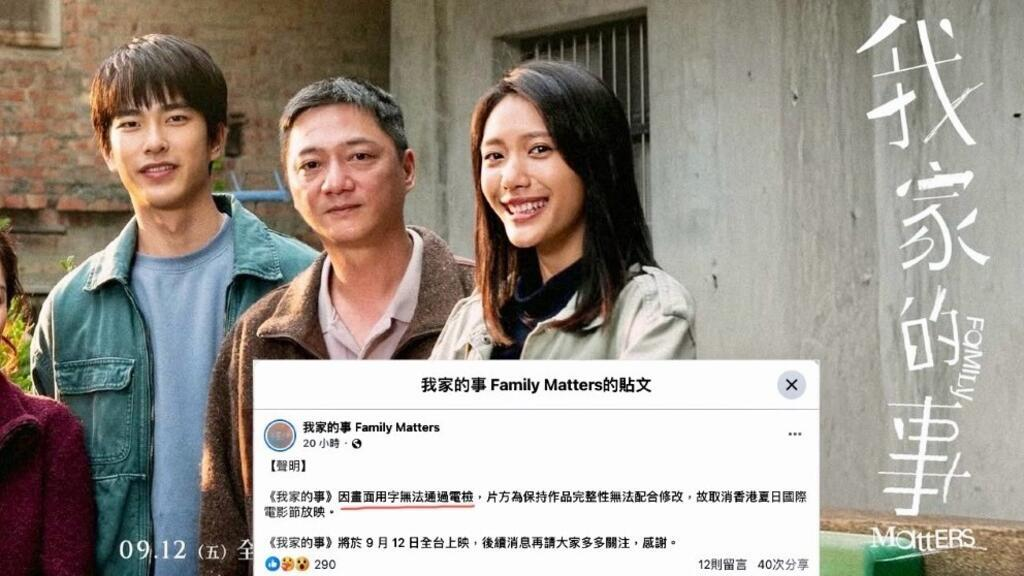 我家的事
FAMILY
MattERS
我家的事 Family Matters的貼文
我家的事 Family Matters
20 小時
【聲明】
《我家的事》因畫面用字無法通過電檢，片方為保持作品完整性無法配合修改，故取消香港夏日國際
電影節放映。
《我家的事》將於 9 月 12 日全台上映，後續消息再請大家多多關注，感謝。
290
12則留言 40次分享
09.12 (五) 全